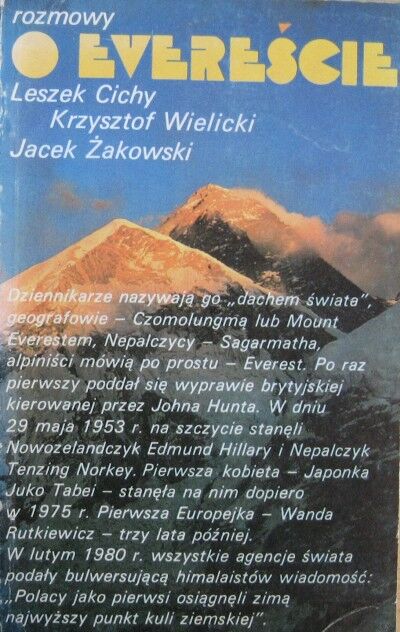 rozmowy
O EVEREŚCIE
Leszek Cichy
Krzysztof Wielicki
Jacek Żakowski
Dziennikarze nazywają go „dachem świata”,
geografowie – Czomolungmą lub Mount
Everestem, Nepalczycy – Sagarmatha,
alpiniści mówią po prostu – Everest. Po raz
pierwszy poddał się wyprawie brytyjskiej
kierowanej przez Johna Hunta. W dniu
29 maja 1953 r. na szczycie stanęli
Nowozelandczyk Edmund Hillary i Nepalczyk
Tenzing Norkey. Pierwsza kobieta – Japonka
Juko Tabei – stanęła na nim dopiero
w 1975 r. Pierwsza Europejka – Wanda
Rutkiewicz – trzy lata później.
W lutym 1980 r. wszystkie agencje świata
podały bulwersującą himalaistów wiadomość:
„Polacy jako pierwsi osiągnęli zimą
najwyższy punkt kuli ziemskiej”.